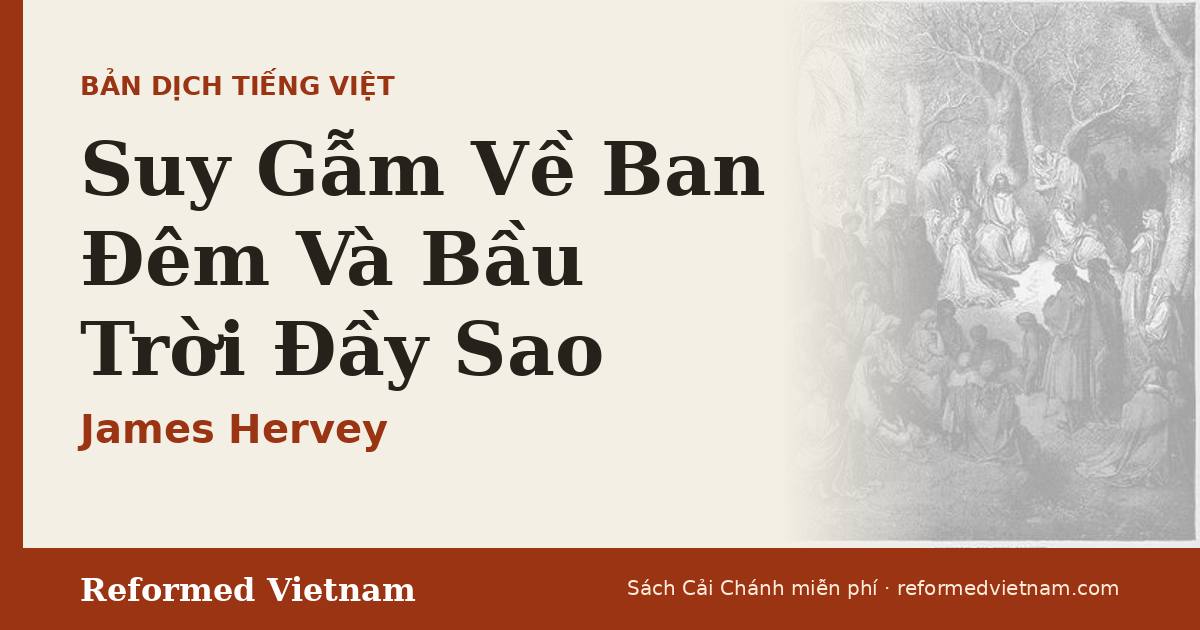 BẢN DỊCH TIẾNG VIỆT
Suy Gẫm Về Ban
Đêm Và Bầu
Trời Đầy Sao
James Hervey
Reformed Vietnam
Sách Cải Chánh miễn phí · reformedvietnam.com